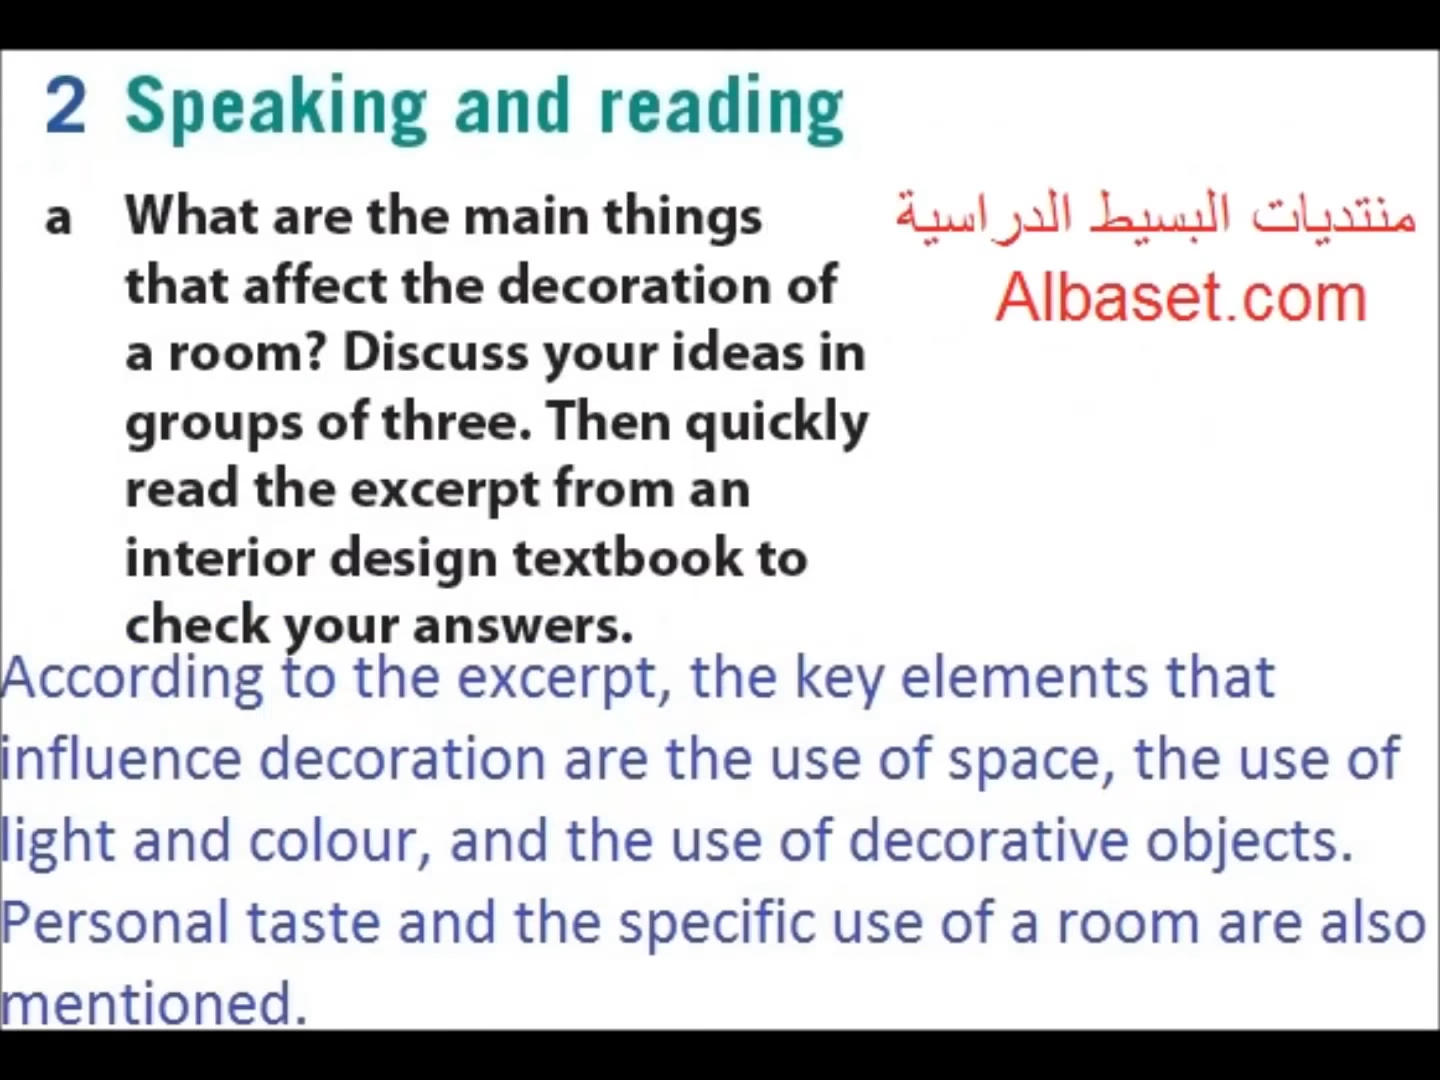 2 Speaking and reading
a What are the main things
that affect the decoration of
a room? Discuss your ideas in
groups of three. Then quickly
read the excerpt from an
interior design textbook to
check your answers.
منتديات البسيط الدراسية
Albaset.com
According to the excerpt, the key elements that
influence decoration are the use of space, the use of
light and colour, and the use of decorative objects.
Personal taste and the specific use of a room are also
mentioned.